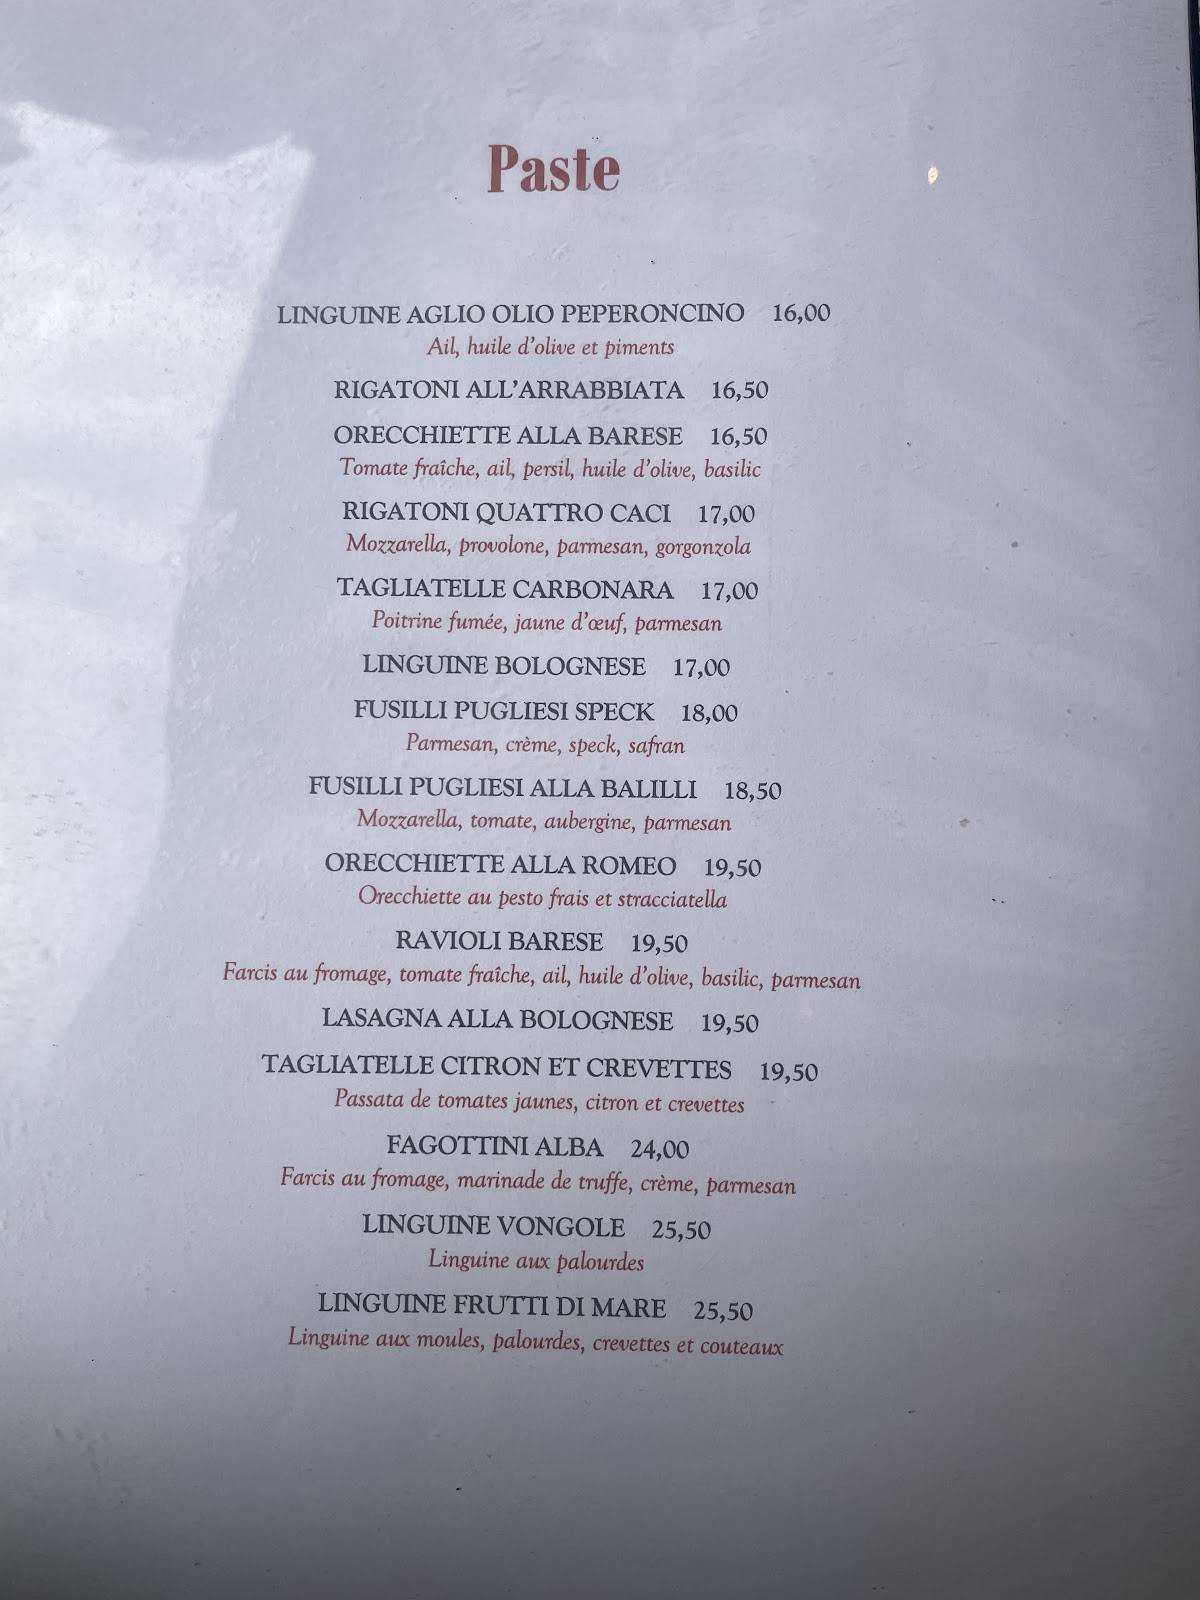 Paste
LINGUINE AGLIO OLIO PEPERONCINO 16,00
Ail, huile d'olive et piments
RIGATONI ALL'ARRABBIATA 16,50
ORECCHIETTE ALLA BARESE 16,50
Tomate fraîche, ail, persil, huile d'olive, basilic
RIGATONI QUATTRO CACI 17,00
Mozzarella, provolone, parmesan, gorgonzola
TAGLIATELLE CARBONARA 17,00
Poitrine fumée, jaune d'œuf, parmesan
LINGUINE BOLOGNESE 17,00
FUSILLI PUGLIESI SPECK 18,00
Parmesan, crème, speck, safran
FUSILLI PUGLIESI ALLA BALILLI 18,50
Mozzarella, tomate, aubergine, parmesan
ORECCHIETTE ALLA ROMEO 19,50
Orecchiette au pesto frais et stracciatella
RAVIOLI BARESE 19,50
Farcis au fromage, tomate fraîche, ail, huile d'olive, basilic, parmesan
LASAGNA ALLA BOLOGNESE 19,50
TAGLIATELLE CITRON ET CREVETTES 19,50
Passata de tomates jaunes, citron et crevettes
FAGOTTINI ALBA 24,00
Farcis au fromage, marinade de truffe, crème, parmesan
LINGUINE VONGOLE 25,50
Linguine aux palourdes
LINGUINE FRUTTI DI MARE 25,50
Linguine aux moules, palourdes, crevettes et couteaux